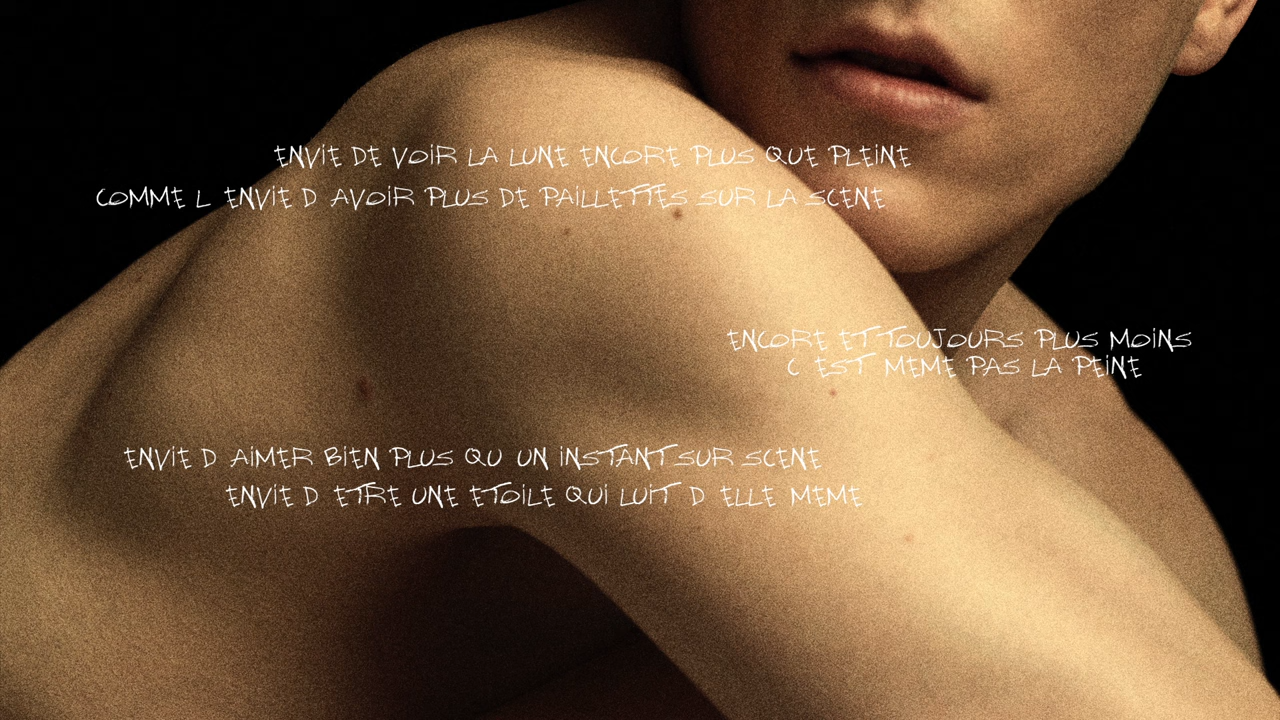 ENVIE DE VOIR LA LUNE ENCORE PLUS QUE PLEINE
COMME L ENVIE D AVOIR PLUS DE PAILLETTES SUR LA SCENE
ENCORE ET TOUJOURS PLUS MOINS
C EST MEME PAS LA PEINE
ENVIE D AIMER BIEN PLUS QU UN INSTANT SUR SCENE
ENVIE D ETRE UNE ETOILE QUI LUIT D ELLE MEME